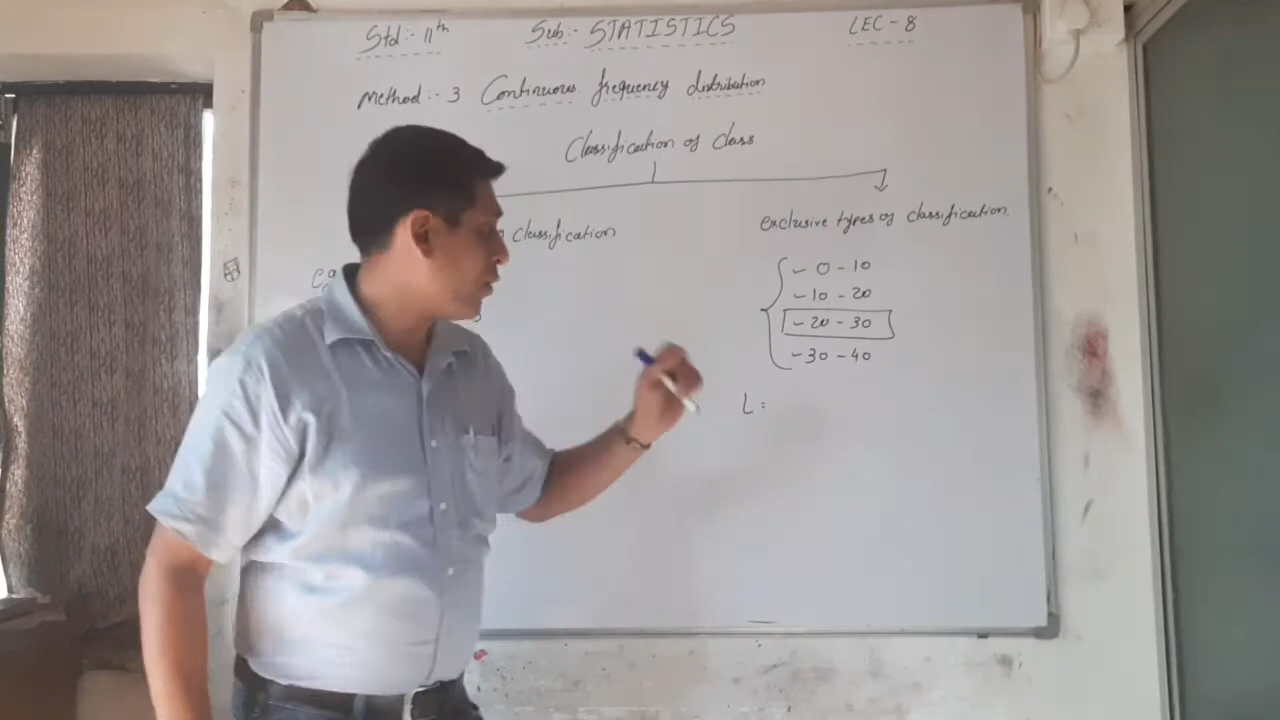 Std :- 11th Sub :- STATISTICS LEC - 8
Method :- 3 Continuous frequency distribution
Classification of class
classification exclusive types of classification
eg
- 0 - 10
- 10 - 20
- 20 - 30
- 30 - 40
L =